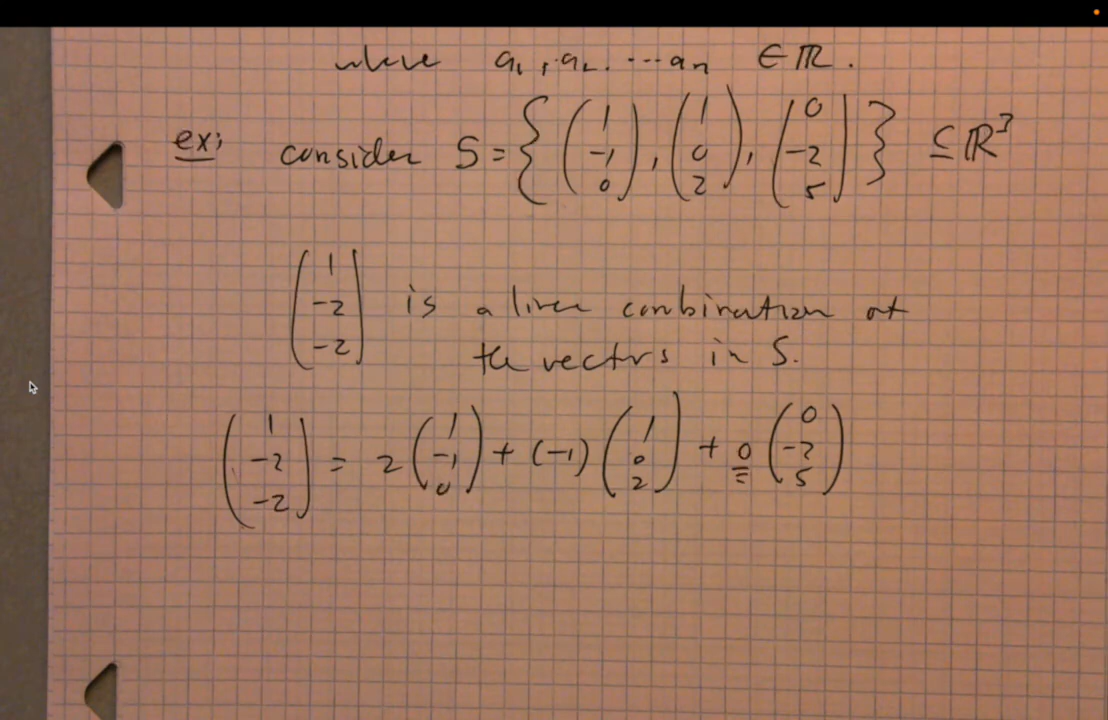 where a₁, a₂, ... aₙ ∈ ℝ.
ex: consider S = { (1 -1 0), (1 0 2), (0 -2 5) } ⊆ ℝ³
(1 -2 -2) is a linear combination of
the vectors in S.
(1 -2 -2) = 2 (1 -1 0) + (-1) (1 0 2) + 0 (0 -2 5)